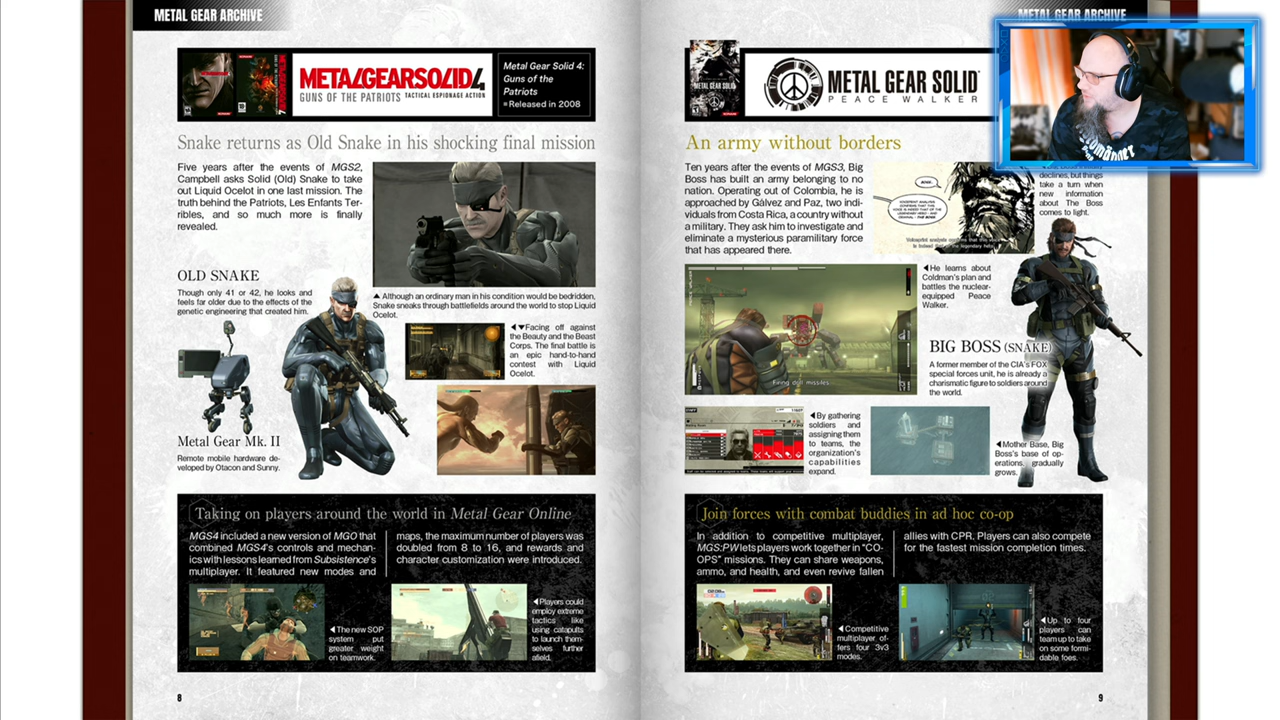 METAL GEAR ARCHIVE
METAL GEAR SOLID 4
GUNS OF THE PATRIOTS TACTICAL ESPIONAGE ACTION
Metal Gear Solid 4:
Guns of the
Patriots
■Released in 2008
Snake returns as Old Snake in his shocking final mission
Five years after the events of MGS2,
Campbell asks Solid (Old) Snake to take
out Liquid Ocelot in one last mission. The
truth behind the Patriots, Les Enfants Ter-
ribles, and so much more is finally
revealed.
OLD SNAKE
Though only 41 or 42, he looks and
feels far older due to the effects of the
genetic engineering that created him.
▲ Although an ordinary man in his condition would be bedridden,
Snake sneaks through battlefields around the world to stop Liquid
Ocelot.
◀▼Facing off against
the Beauty and the Beast
Corps. The final battle is
an epic hand-to-hand
contest with Liquid
Ocelot.
Metal Gear Mk. II
Remote mobile hardware de-
veloped by Otacon and Sunny.
Taking on players around the world in Metal Gear Online
MGS4 included a new version of MGO that
combined MGS4's controls and mechan-
ics with lessons learned from Subsistence's
multiplayer. It featured new modes and
maps, the maximum number of players was
doubled from 8 to 16, and rewards and
character customization were introduced.
◀The new SOP
system put
greater weight
on teamwork.
◀Players could
employ extreme
tactics like
using catapults
to launch them-
selves further
afield.
8
METAL GEAR ARCHIVE
METAL GEAR SOLID
PEACE WALKER
An army without borders
Ten years after the events of MGS3, Big
Boss has built an army belonging to no
nation. Operating out of Colombia, he is
approached by Gálvez and Paz, two indi-
viduals from Costa Rica, a country without
a military. They ask him to investigate and
eliminate a mysterious paramilitary force
that has appeared there.
declines, but things
take a turn when
new information
about The Boss
comes to light.
◀He learns about
Coldman's plan and
battles the nuclear-
equipped Peace
Walker.
Firing doll missiles.
BIG BOSS (SNAKE)
A former member of the CIA's FOX
special forces unit, he is already a
charismatic figure to soldiers around
the world.
◀By gathering
soldiers and
assigning them
to teams, the
organization's
capabilities
expand.
◀Mother Base, Big
Boss's base of op-
erations, gradually
grows.
Join forces with combat buddies in ad hoc co-op
In addition to competitive multiplayer,
MGS:PW lets players work together in "CO-
OPS" missions. They can share weapons,
ammo, and health, and even revive fallen
allies with CPR. Players can also compete
for the fastest mission completion times.
◀Competitive
multiplayer of-
fers four 3v3
modes.
◀Up to four
players can
team up to take
on some formi-
dable foes.
9